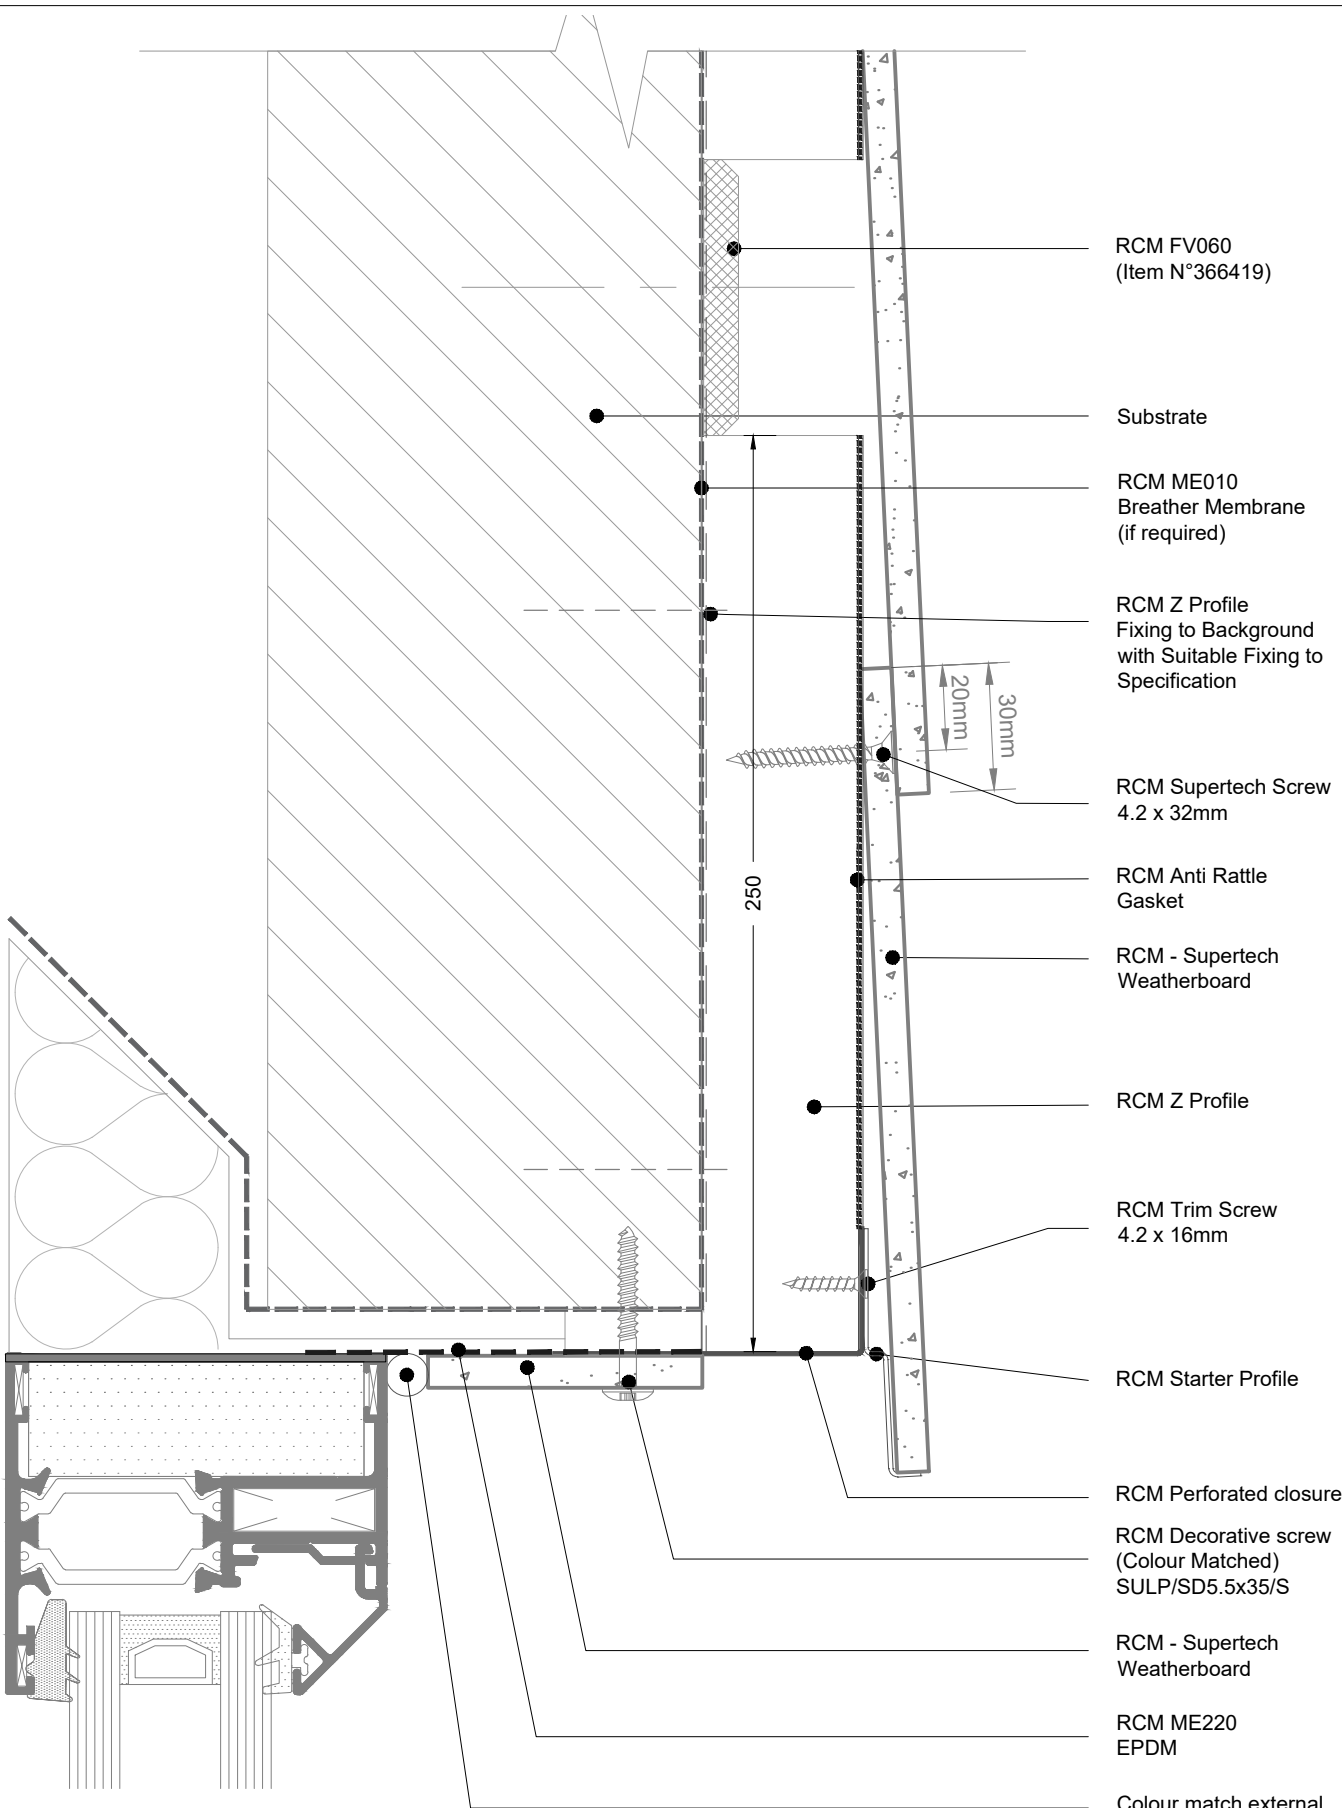 RCM FV060
(Item N°366419)
Substrate
RCM ME010
Breather Membrane
(if required)
RCM Z Profile
Fixing to Background
with Suitable Fixing to
Specification
20mm
30mm
RCM Supertech Screw
4.2 x 32mm
250
RCM Anti Rattle
Gasket
RCM - Supertech
Weatherboard
RCM Z Profile
RCM Trim Screw
4.2 x 16mm
RCM Starter Profile
RCM Perforated closure
RCM Decorative screw
(Colour Matched)
SULP/SD5.5x35/S
RCM - Supertech
Weatherboard
RCM ME220
EPDM
Colour match external